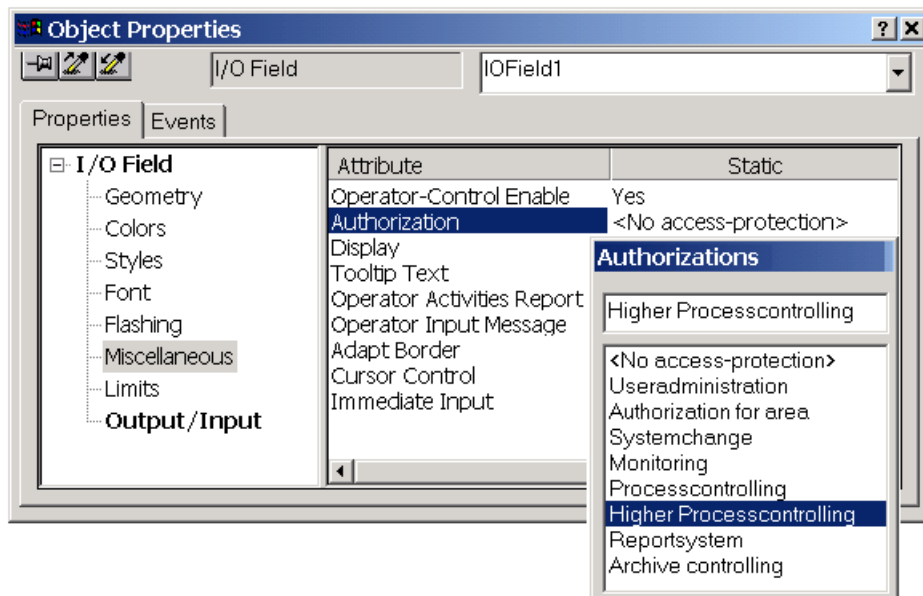 Object Properties
I/O Field IOField1
Properties Events
I/O Field
Geometry
Colors
Styles
Font
Flashing
Miscellaneous
Limits
Output/Input
Attribute Static
Operator-Control Enable Yes
Authorization <No access-protection>
Display
Tooltip Text
Operator Activities Report
Operator Input Message
Adapt Border
Cursor Control
Immediate Input
Authorizations
Higher Processcontrolling
<No access-protection>
Useradministration
Authorization for area
Systemchange
Monitoring
Processcontrolling
Higher Processcontrolling
Reportsystem
Archive controlling